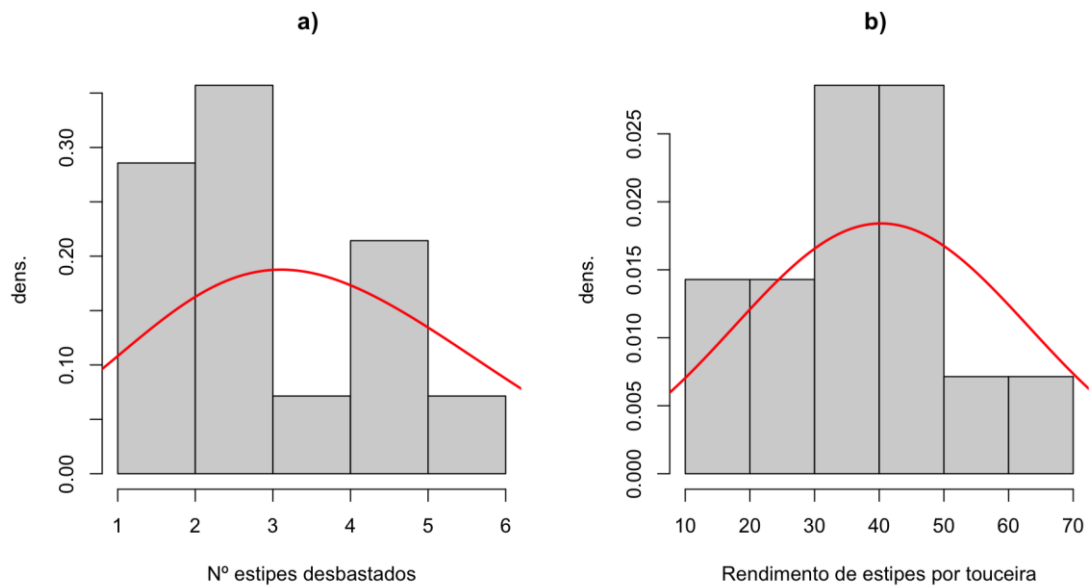 a)
0.30
0.20
0.10
0.00
dens.
1 2 3 4 5 6
Nº estipes desbastados
b)
0.025
0.020
0.015
0.010
0.005
0.000
dens.
10 20 30 40 50 60 70
Rendimento de estipes por touceira